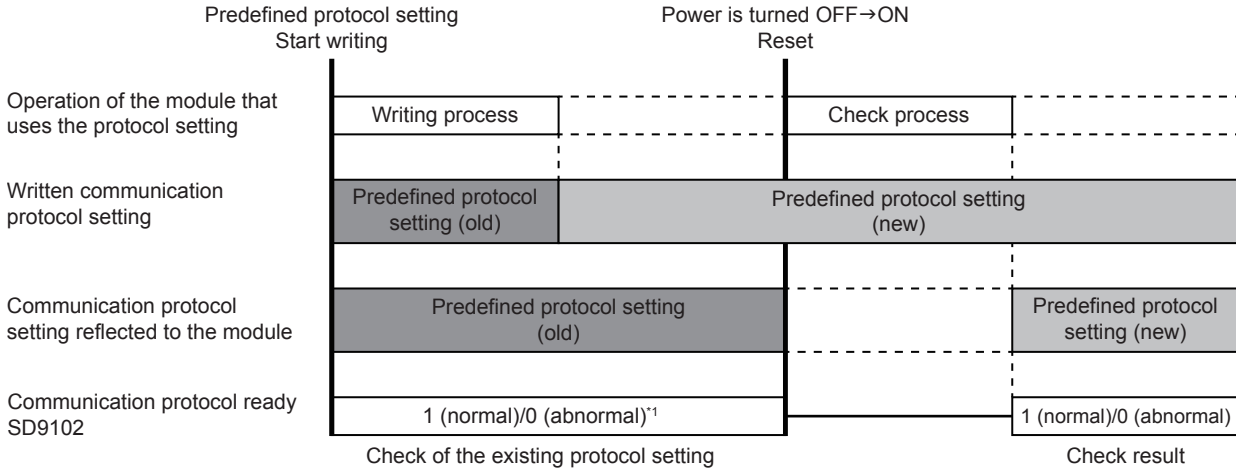 Predefined protocol setting
Start writing
Power is turned OFF→ON
Reset
Operation of the module that
uses the protocol setting
Writing process
Check process
Written communication
protocol setting
Predefined protocol
setting (old)
Predefined protocol setting
(new)
Communication protocol
setting reflected to the module
Predefined protocol setting
(old)
Predefined protocol
setting (new)
Communication protocol ready
SD9102
1 (normal)/0 (abnormal)*1
1 (normal)/0 (abnormal)
Check of the existing protocol setting
Check result